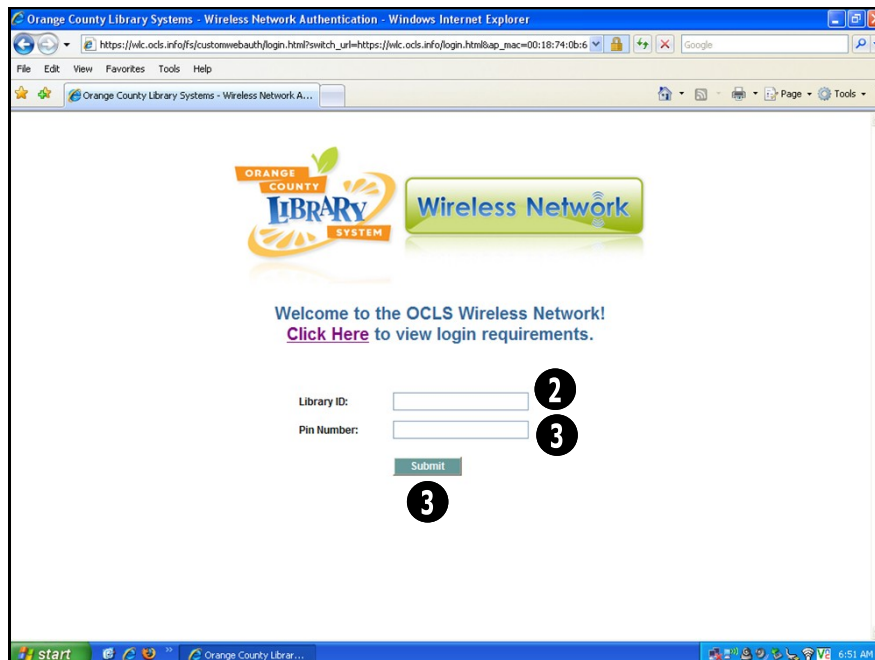 Orange County Library Systems - Wireless Network Authentication - Windows Internet Explorer
https://wlc.ocls.info/fs/customwebauth/login.html?switch_url=https://wlc.ocls.info/login.html&ap_mac=00:18:74:0b:6
Google
File Edit View Favorites Tools Help
Orange County Library Systems - Wireless Network A...
Page Tools
ORANGE
COUNTY
LIBRARY
SYSTEM
Wireless Network
Welcome to the OCLS Wireless Network!
Click Here to view login requirements.
Library ID:
2
Pin Number:
3
Submit
3
start
Orange County Librar...
6:51 AM